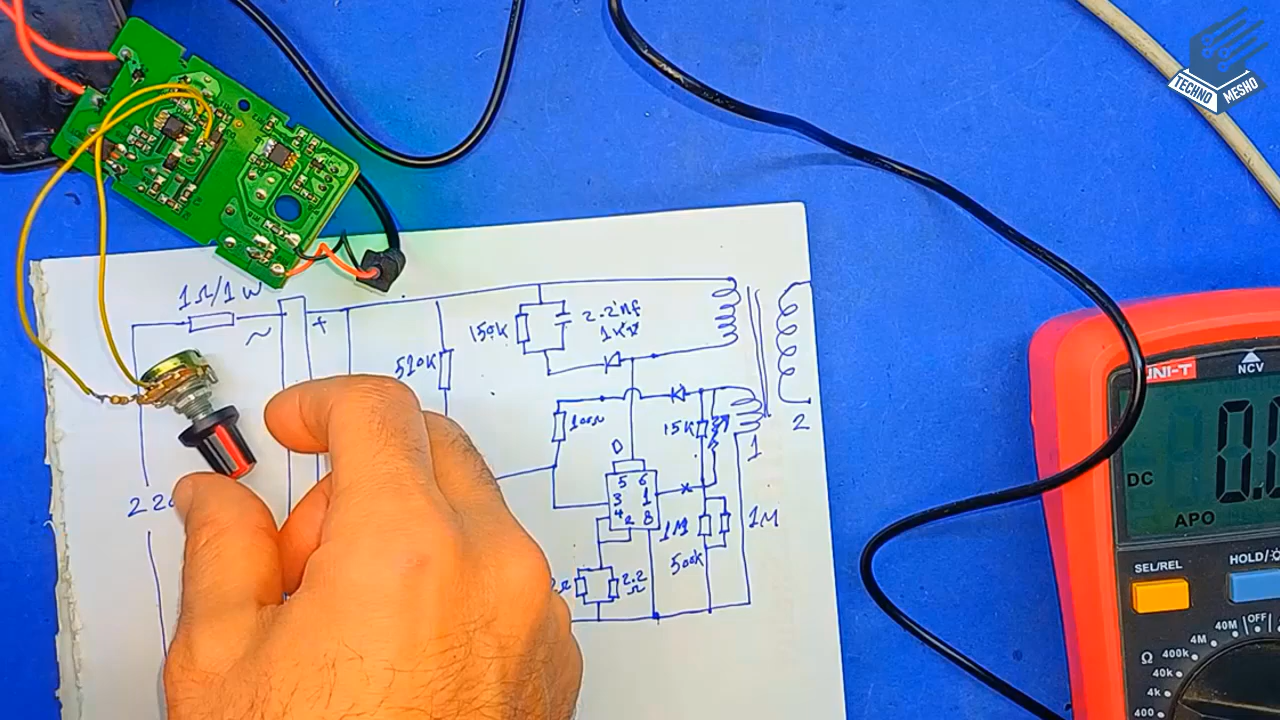 TECHNO
MESHO
1Ω/1W
~
+
520K
150K
2.2nf
1KV
100Ω
15K
D
5 6
3 1
4 2 8
1
2
1M
500K
1M
2.2
Ω
UNI-T
NCV
DC
APO
SEL/REL
HOLD/
Ω
40M
OFF
4M
400k
40k
4k
400